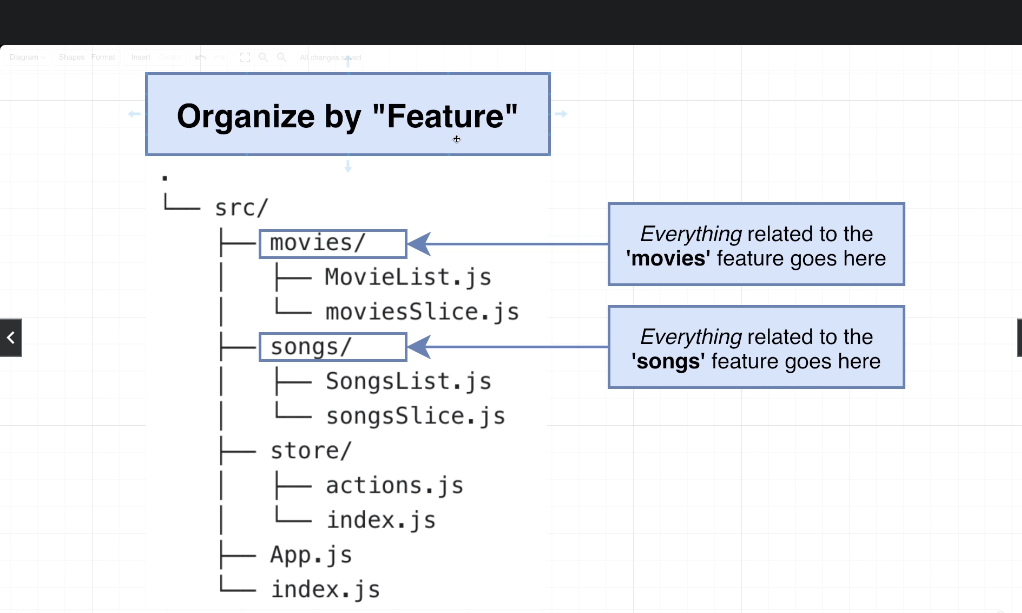 Diagram Shapes Format Insert
All changes saved
Organize by "Feature"
.
└── src/
├── movies/
│ ├── MovieList.js
│ └── moviesSlice.js
├── songs/
│ ├── SongsList.js
│ └── songsSlice.js
├── store/
│ ├── actions.js
│ └── index.js
├── App.js
└── index.js
Everything related to the
'movies' feature goes here
Everything related to the
'songs' feature goes here